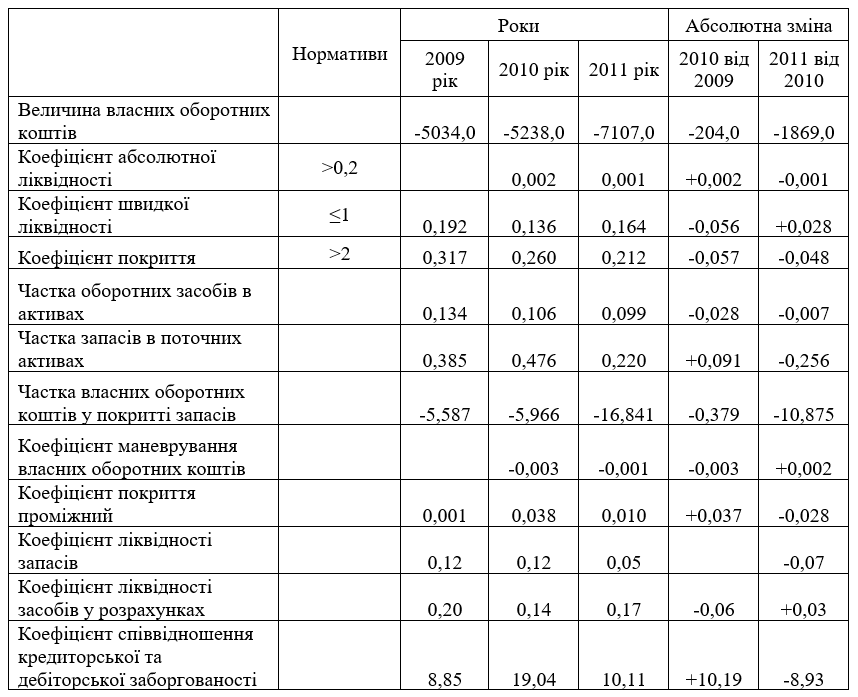 Нормативи
Роки
Абсолютна зміна
2009
рік
2010 рік
2011 рік
2010 від
2009
2011 від
2010
Величина власних оборотних
коштів
-5034,0 -5238,0 -7107,0 -204,0 -1869,0
Коефіцієнт абсолютної
ліквідності
>0,2
0,002 0,001 +0,002 -0,001
Коефіцієнт швидкої
ліквідності
≤1
0,192 0,136 0,164 -0,056 +0,028
Коефіцієнт покриття >2 0,317 0,260 0,212 -0,057 -0,048
Частка оборотних засобів в
активах
0,134 0,106 0,099 -0,028 -0,007
Частка запасів в поточних
активах
0,385 0,476 0,220 +0,091 -0,256
Частка власних оборотних
коштів у покритті запасів
-5,587 -5,966 -16,841 -0,379 -10,875
Коефіцієнт маневрування
власних оборотних коштів
-0,003 -0,001 -0,003 +0,002
Коефіцієнт покриття
проміжний
0,001 0,038 0,010 +0,037 -0,028
Коефіцієнт ліквідності
запасів
0,12 0,12 0,05 -0,07
Коефіцієнт ліквідності
засобів у розрахунках
0,20 0,14 0,17 -0,06 +0,03
Коефіцієнт співвідношення
кредиторської та
дебіторської заборгованості
8,85 19,04 10,11 +10,19 -8,93